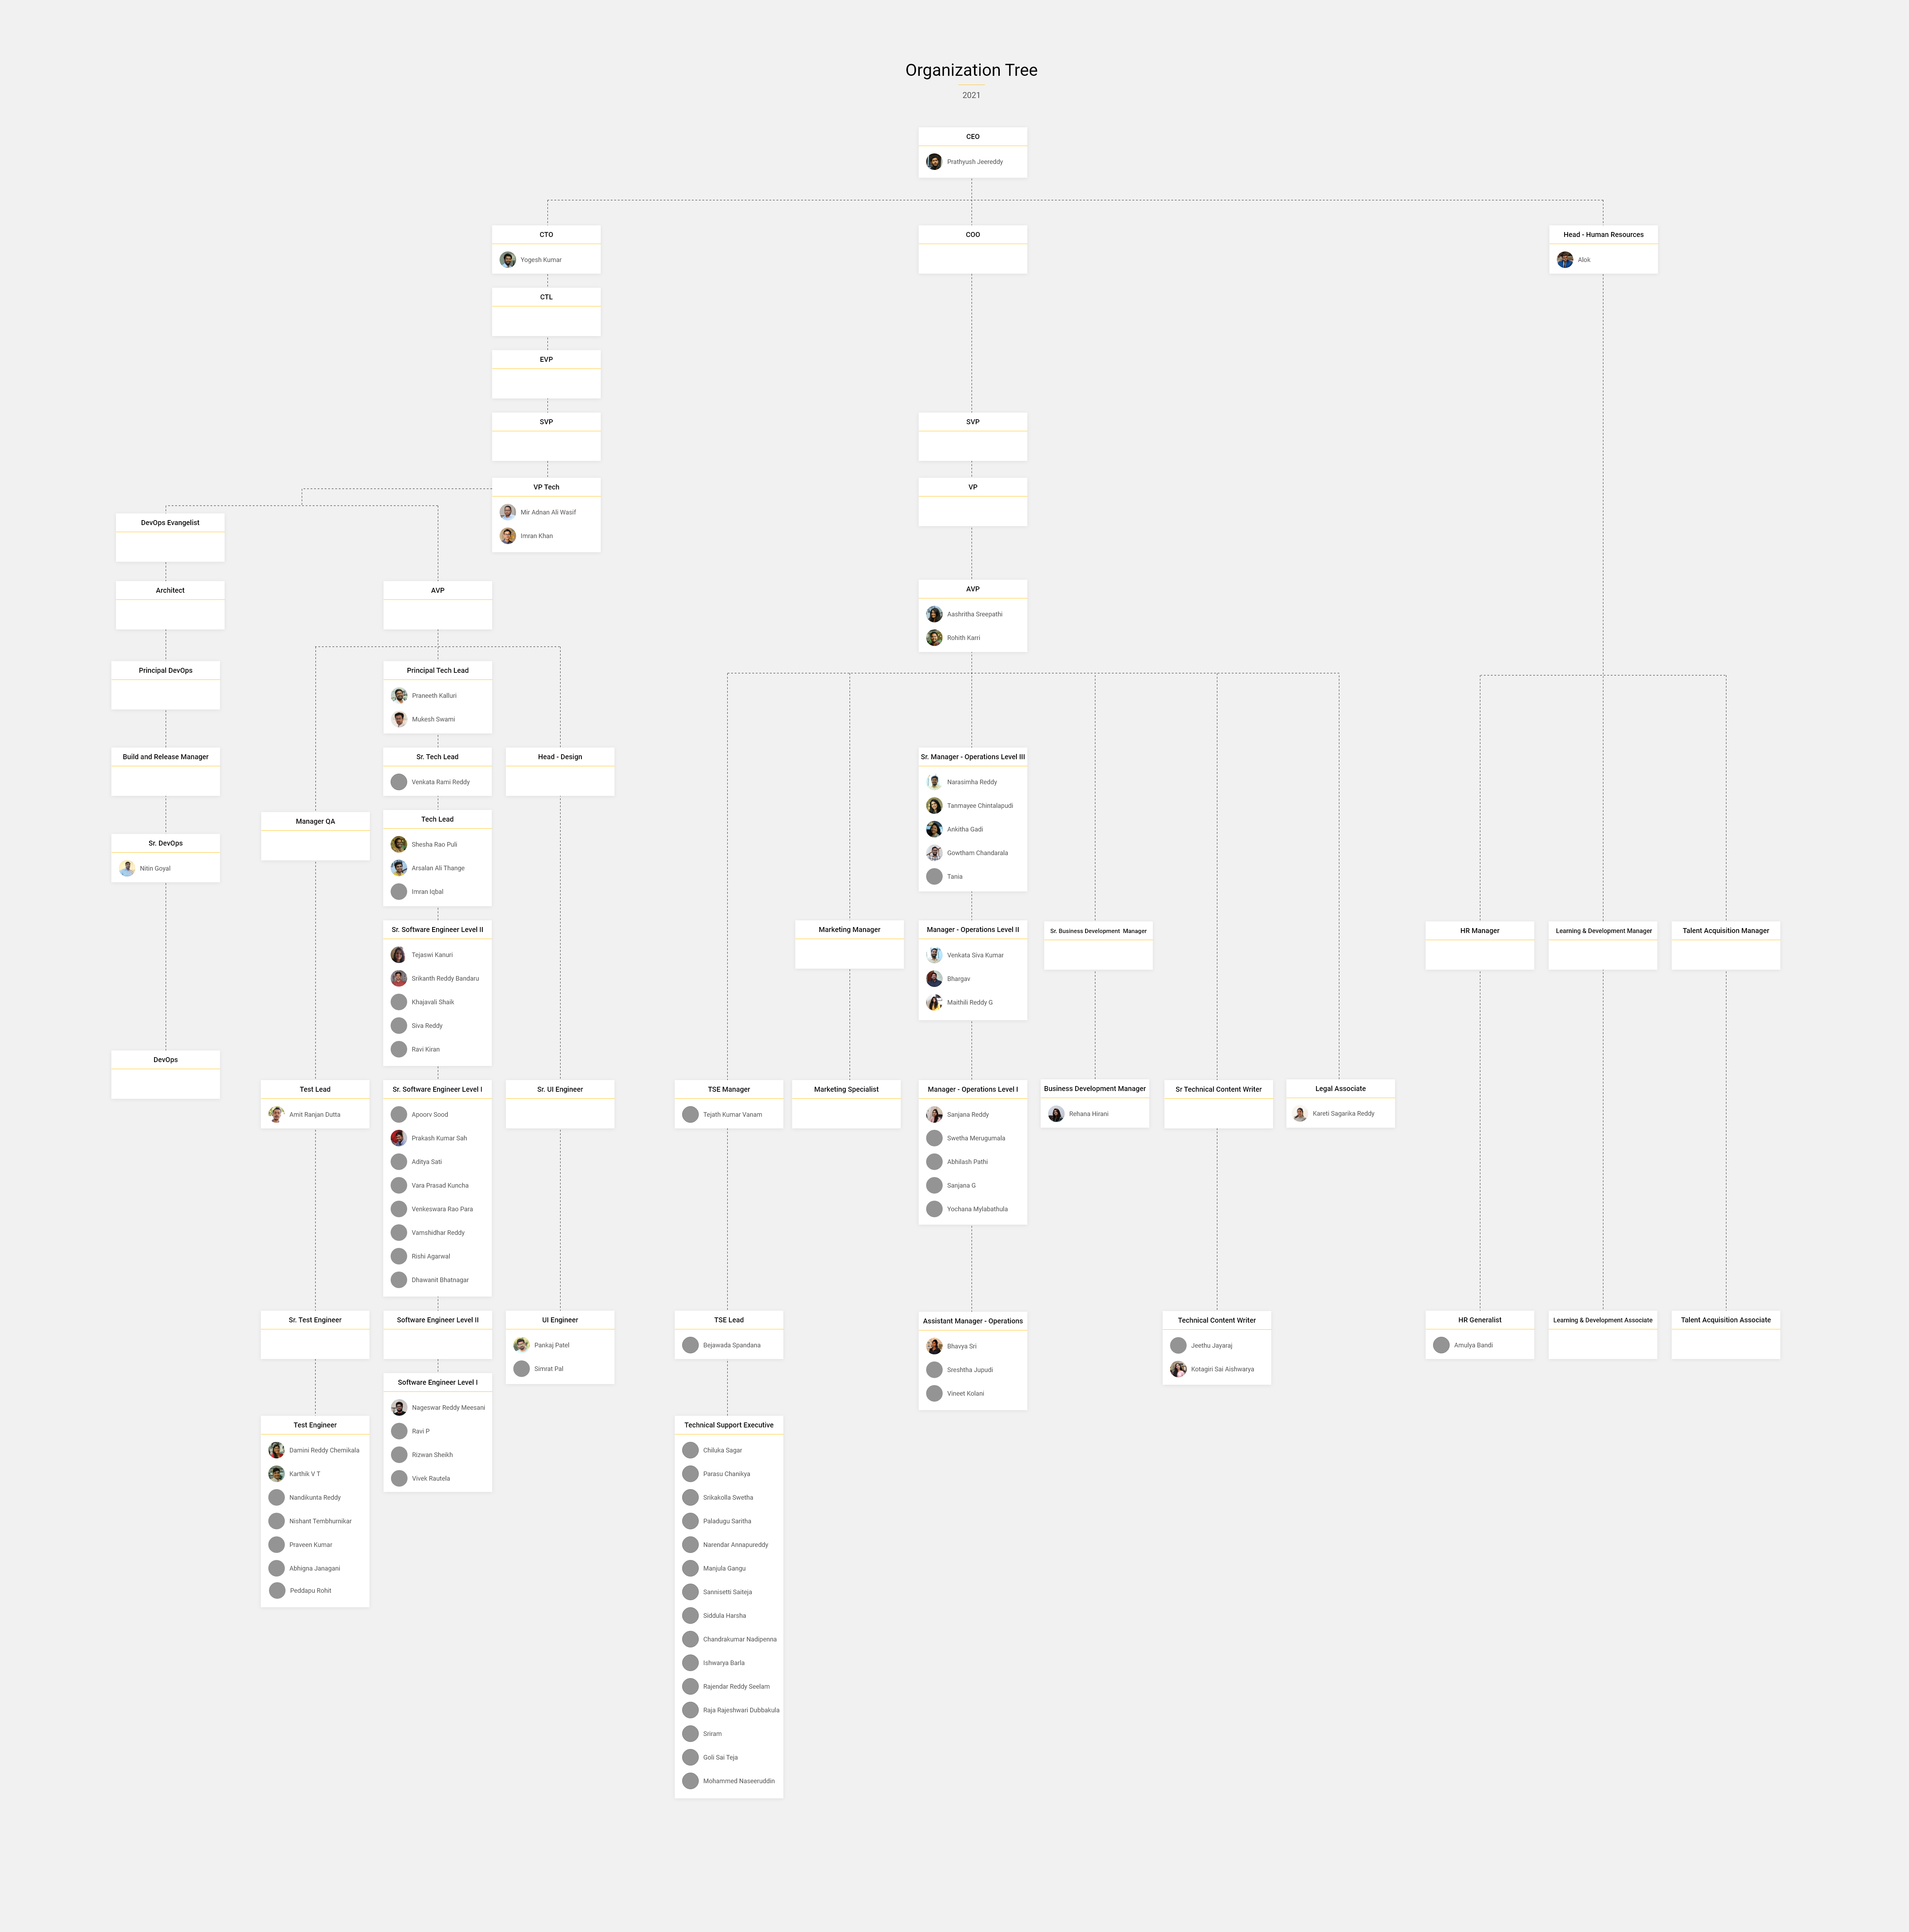 Organization Tree
2021
CEO
Prathyush Jeereddy
CTO
Yogesh Kumar
COO
Head - Human Resources
Alok
CTL
EVP
SVP
SVP
VP Tech
Mir Adnan Ali Wasif
Imran Khan
VP
DevOps Evangelist
Architect
AVP
AVP
Aashritha Sreepathi
Rohith Karri
Principal DevOps
Principal Tech Lead
Praneeth Kalluri
Mukesh Swami
Build and Release Manager
Sr. Tech Lead
Venkata Rami Reddy
Head - Design
Sr. Manager - Operations Level III
Narasimha Reddy
Tanmayee Chintalapudi
Ankitha Gadi
Gowtham Chandarala
Tania
Manager QA
Tech Lead
Shesha Rao Puli
Arsalan Ali Thange
Imran Iqbal
Sr. DevOps
Nitin Goyal
Sr. Software Engineer Level II
Tejaswi Kanuri
Srikanth Reddy Bandaru
Khajavali Shaik
Siva Reddy
Ravi Kiran
Marketing Manager
Manager - Operations Level II
Venkata Siva Kumar
Bhargav
Maithili Reddy G
Sr. Business Development Manager
HR Manager
Learning & Development Manager
Talent Acquisition Manager
DevOps
Test Lead
Amit Ranjan Dutta
Sr. Software Engineer Level I
Apoorv Sood
Prakash Kumar Sah
Aditya Sati
Vara Prasad Kuncha
Venkeswara Rao Para
Vamshidhar Reddy
Rishi Agarwal
Dhawanit Bhatnagar
Sr. UI Engineer
TSE Manager
Tejath Kumar Vanam
Marketing Specialist
Manager - Operations Level I
Sanjana Reddy
Swetha Merugumala
Abhilash Pathi
Sanjana G
Yochana Mylabathula
Business Development Manager
Rehana Hirani
Sr Technical Content Writer
Legal Associate
Kareti Sagarika Reddy
Sr. Test Engineer
Software Engineer Level II
UI Engineer
Pankaj Patel
Simrat Pal
TSE Lead
Bejawada Spandana
Assistant Manager - Operations
Bhavya Sri
Sreshtha Jupudi
Vineet Kolani
Technical Content Writer
Jeethu Jayaraj
Kotagiri Sai Aishwarya
HR Generalist
Amulya Bandi
Learning & Development Associate
Talent Acquisition Associate
Software Engineer Level I
Nageswar Reddy Meesani
Ravi P
Rizwan Sheikh
Vivek Rautela
Test Engineer
Damini Reddy Chemikala
Karthik V T
Nandikunta Reddy
Nishant Tembhurnikar
Praveen Kumar
Abhigna Janagani
Peddapu Rohit
Technical Support Executive
Chiluka Sagar
Parasu Chanikya
Srikakolla Swetha
Paladugu Saritha
Narendar Annapureddy
Manjula Gangu
Sannisetti Saiteja
Siddula Harsha
Chandrakumar Nadipenna
Ishwarya Barla
Rajendar Reddy Seelam
Raja Rajeshwari Dubbakula
Sriram
Goli Sai Teja
Mohammed Naseeruddin